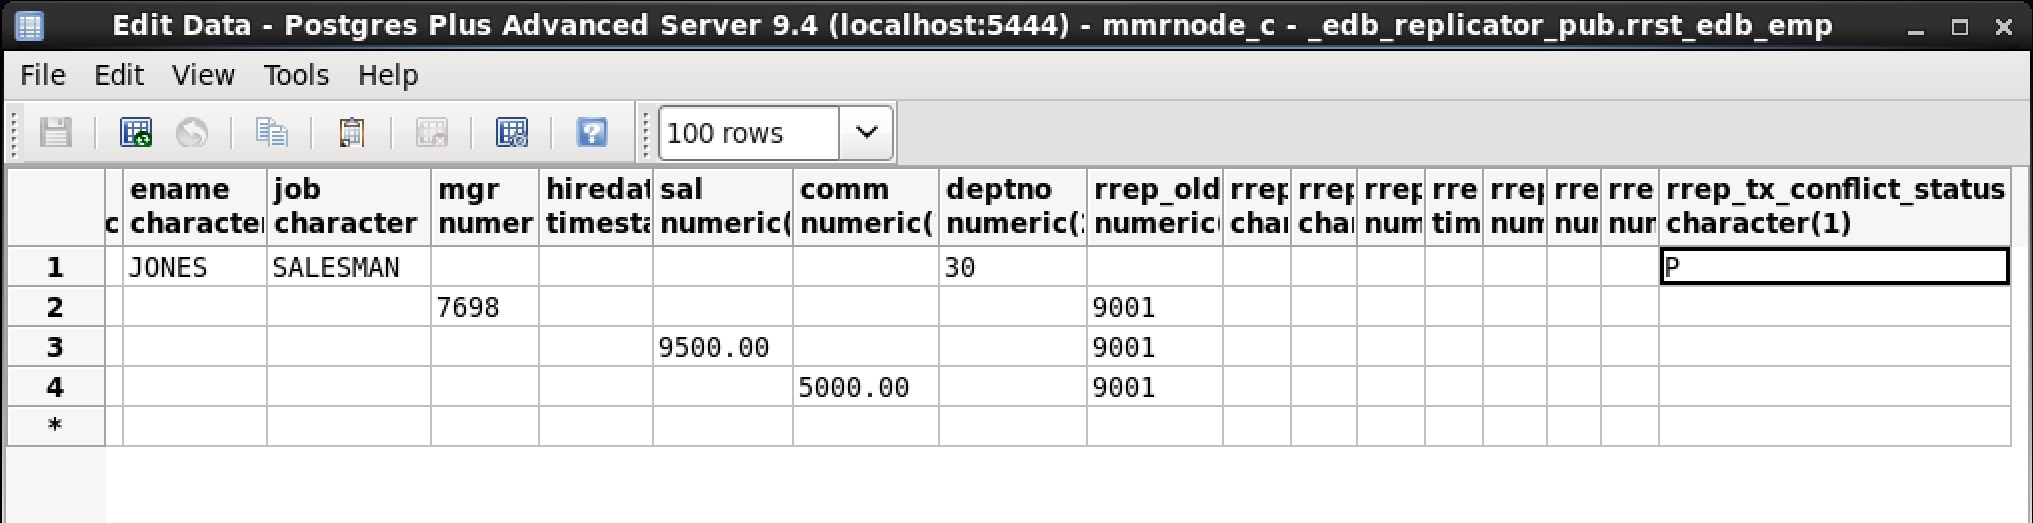 Edit Data - Postgres Plus Advanced Server 9.4 (localhost:5444) - mmrnode_c - _edb_replicator_pub.rrst_edb_emp
File Edit View Tools Help
100 rows
ename job mgr hiredat sal comm deptno rrep_old rrep rrep rrep rre rrep rre rre rrep_tx_conflict_status
c character character numer timesta numeric( numeric( numeric(2 numeric( char char num tim num nur nur character(1)
1 JONES SALESMAN 30 P
2 7698 9001
3 9500.00 9001
4 5000.00 9001
*